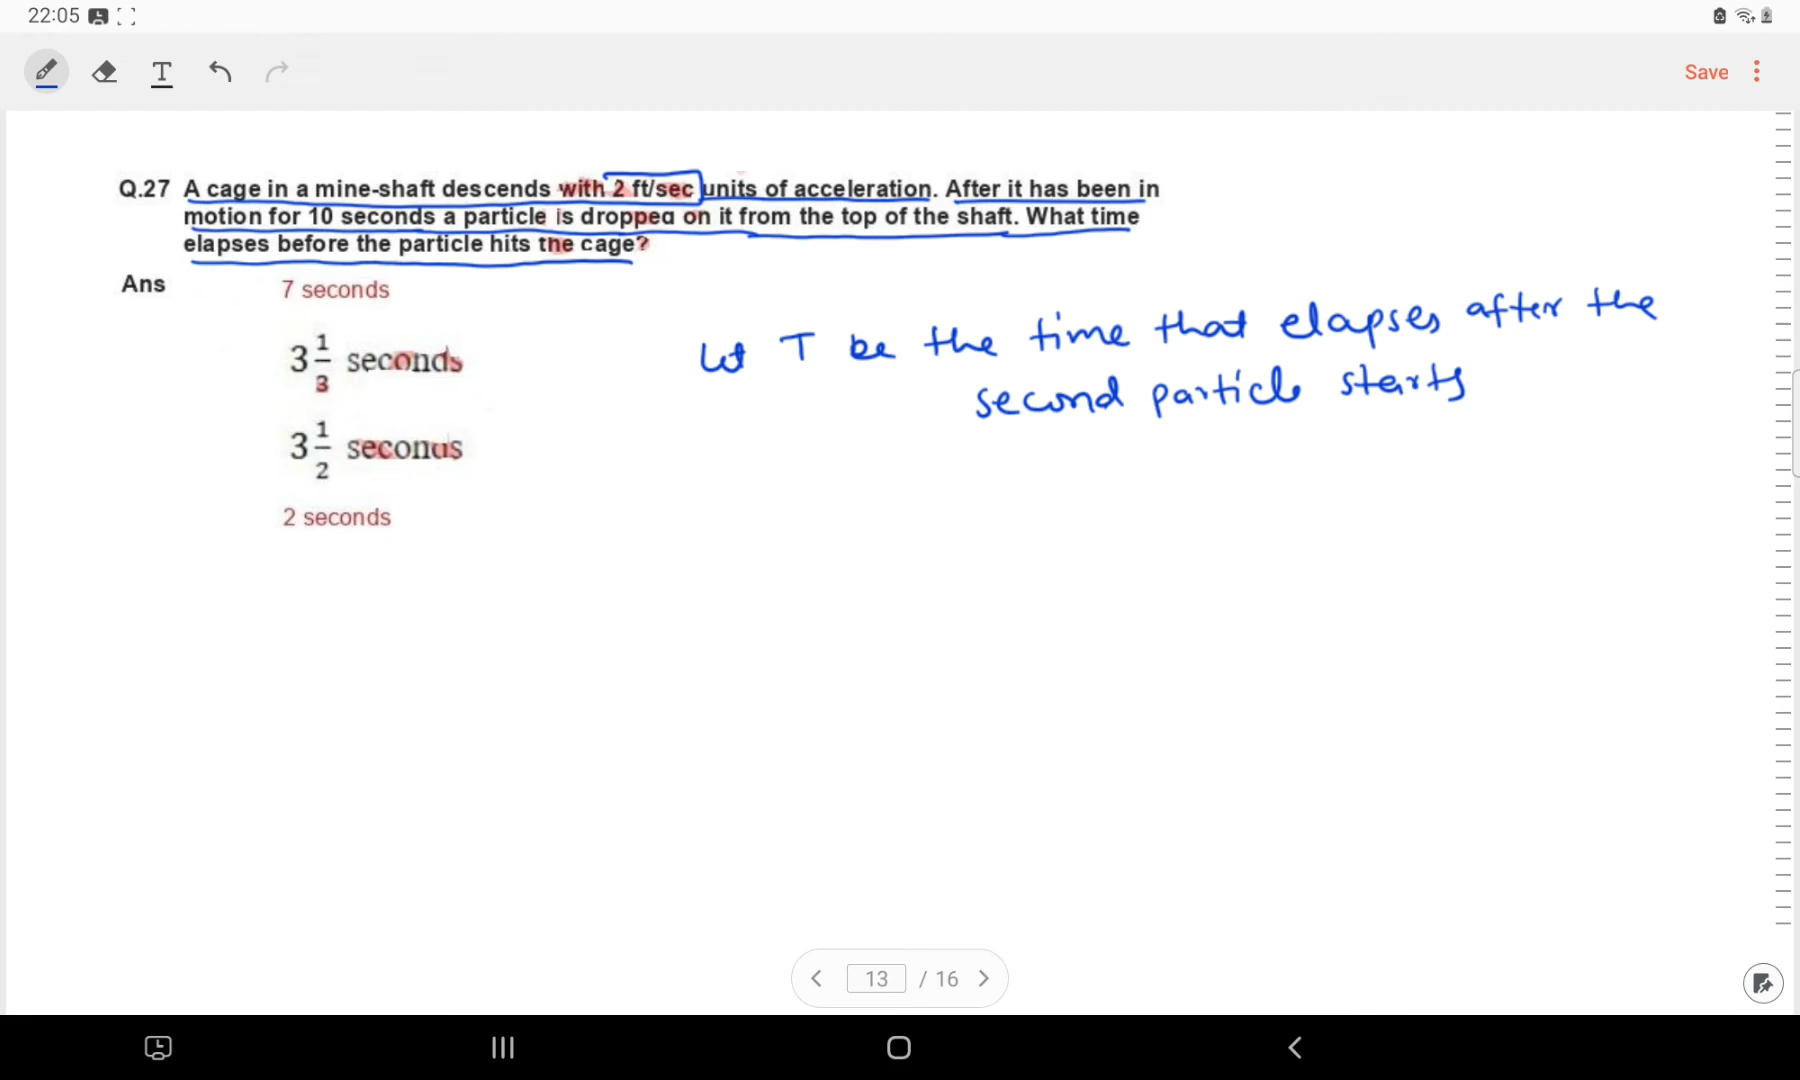 22:05
T
Save
Q.27 A cage in a mine-shaft descends with 2 ft/sec units of acceleration. After it has been in
motion for 10 seconds a particle is dropped on it from the top of the shaft. What time
elapses before the particle hits the cage?
Ans
7 seconds
3 1/3 seconds
3 1/2 seconds
2 seconds
Let T be the time that elapses after the
second particle starts
13 / 16